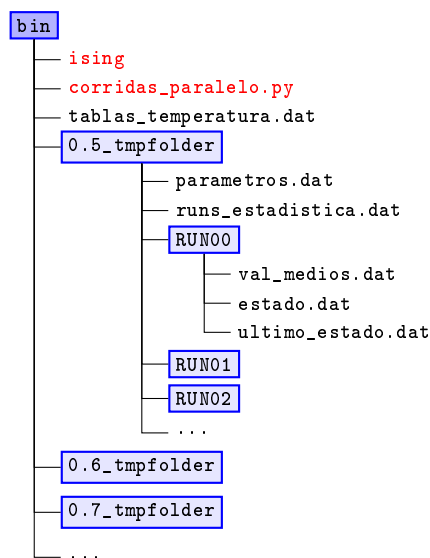 bin
ising
corridas_paralelo.py
tablas_temperatura.dat
0.5_tmpfolder
parametros.dat
runs_estadistica.dat
RUN00
val_medios.dat
estado.dat
ultimo_estado.dat
RUN01
RUN02
...
0.6_tmpfolder
0.7_tmpfolder
...